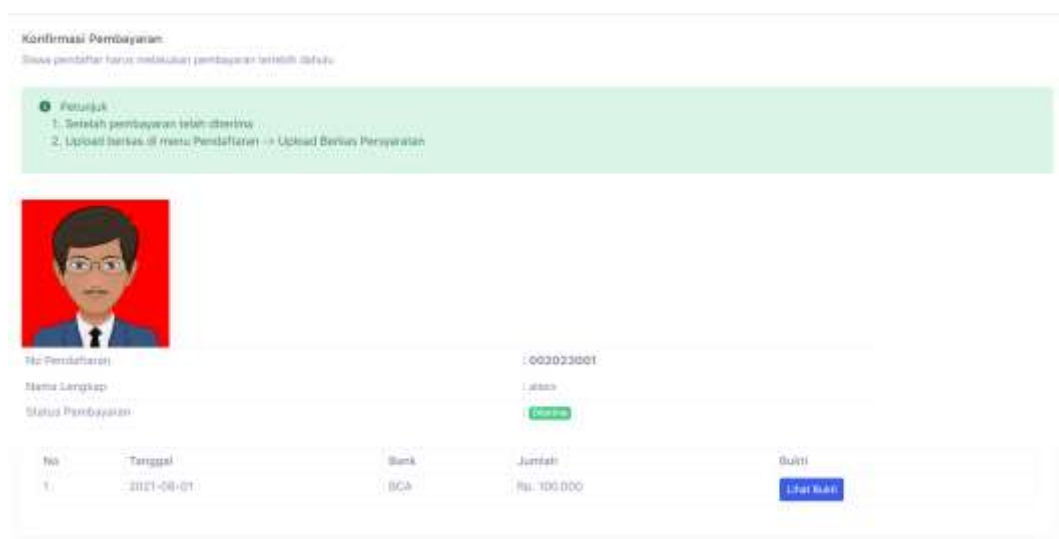 Konfirmasi Pembayaran
Siswa pendaftar harus melakukan pembayaran terlebih dahulu
Petunjuk
1. Setelah pembayaran telah diterima
2. Upload berkas di menu Pendaftaran -> Upload Berkas Persyaratan
No Pendaftaran : 002023001
Nama Lengkap :
Status Pembayaran : Diterima
No Tanggal Bank Jumlah Bukti
1. 2021-06-01 BCA Rp. 100.000 Lihat Bukti